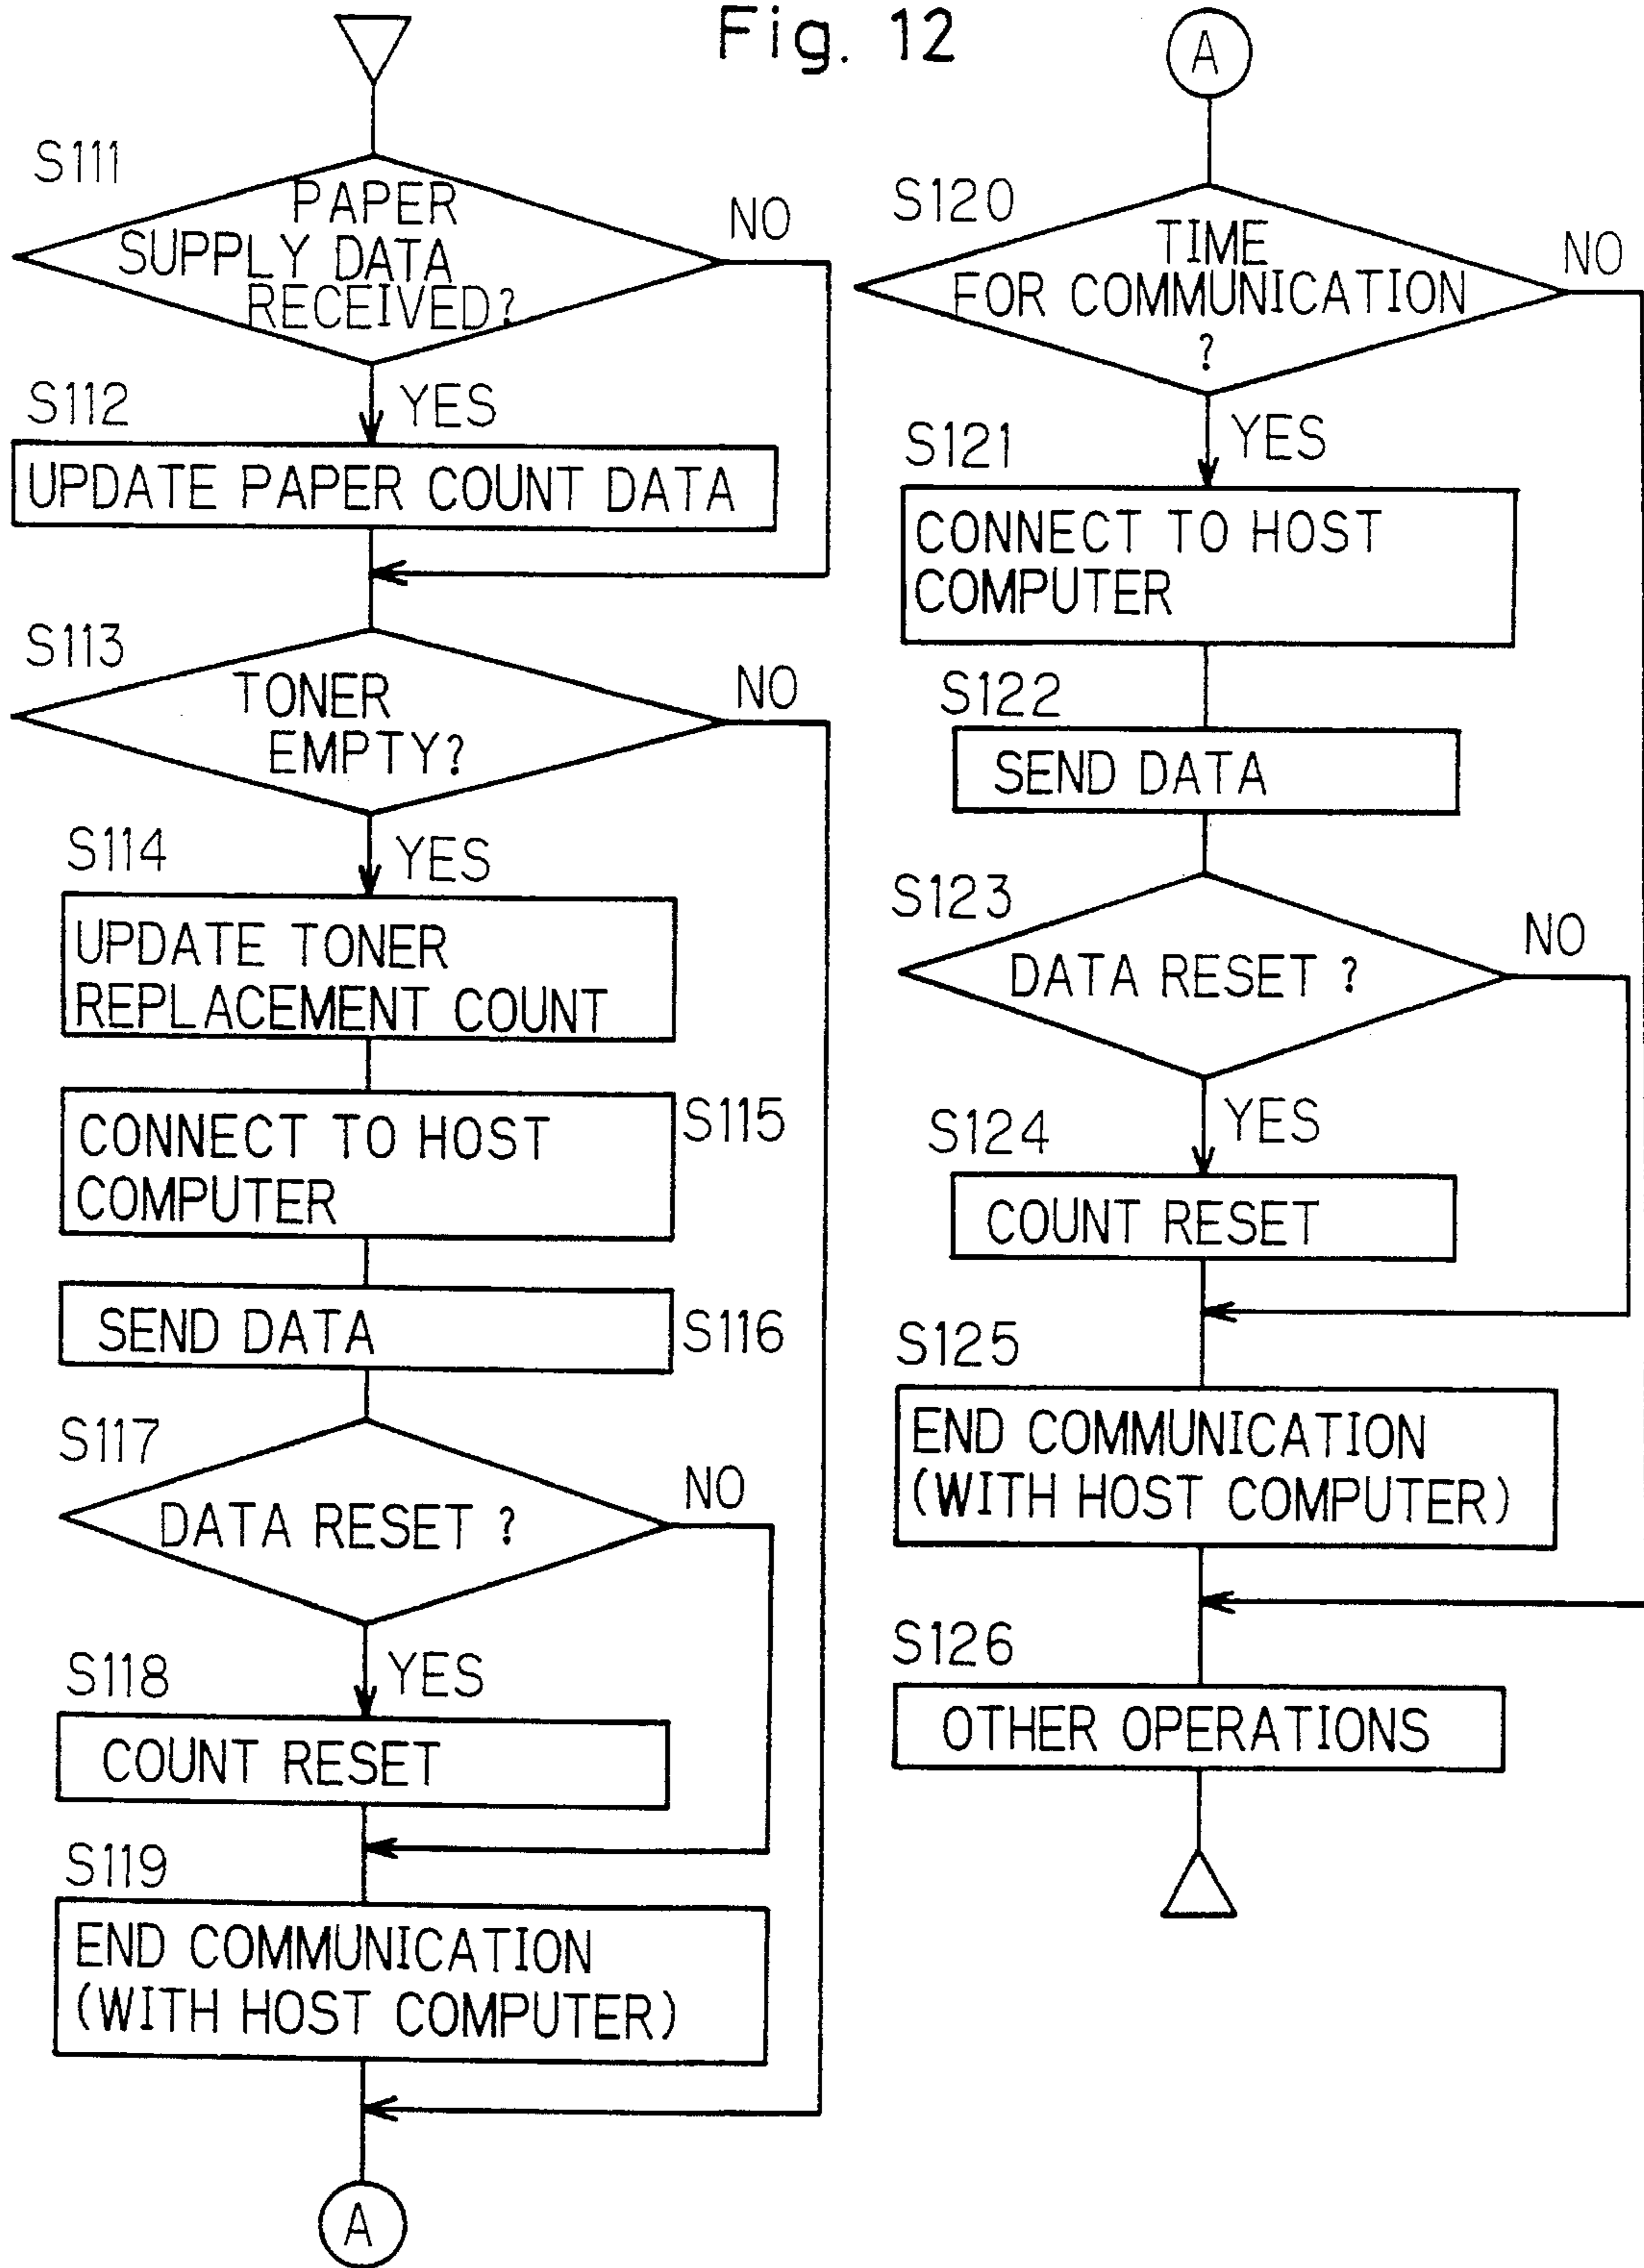 Fig. 12
S111
PAPER
SUPPLY DATA
RECEIVED?
NO
YES
S112
UPDATE PAPER COUNT DATA
S113
TONER
EMPTY?
NO
YES
S114
UPDATE TONER
REPLACEMENT COUNT
CONNECT TO HOST
COMPUTER
S115
SEND DATA
S116
S117
DATA RESET ?
NO
YES
S118
COUNT RESET
S119
END COMMUNICATION
(WITH HOST COMPUTER)
A
A
S120
TIME
FOR COMMUNICATION
?
NO
YES
S121
CONNECT TO HOST
COMPUTER
S122
SEND DATA
S123
DATA RESET ?
NO
YES
S124
COUNT RESET
S125
END COMMUNICATION
(WITH HOST COMPUTER)
S126
OTHER OPERATIONS